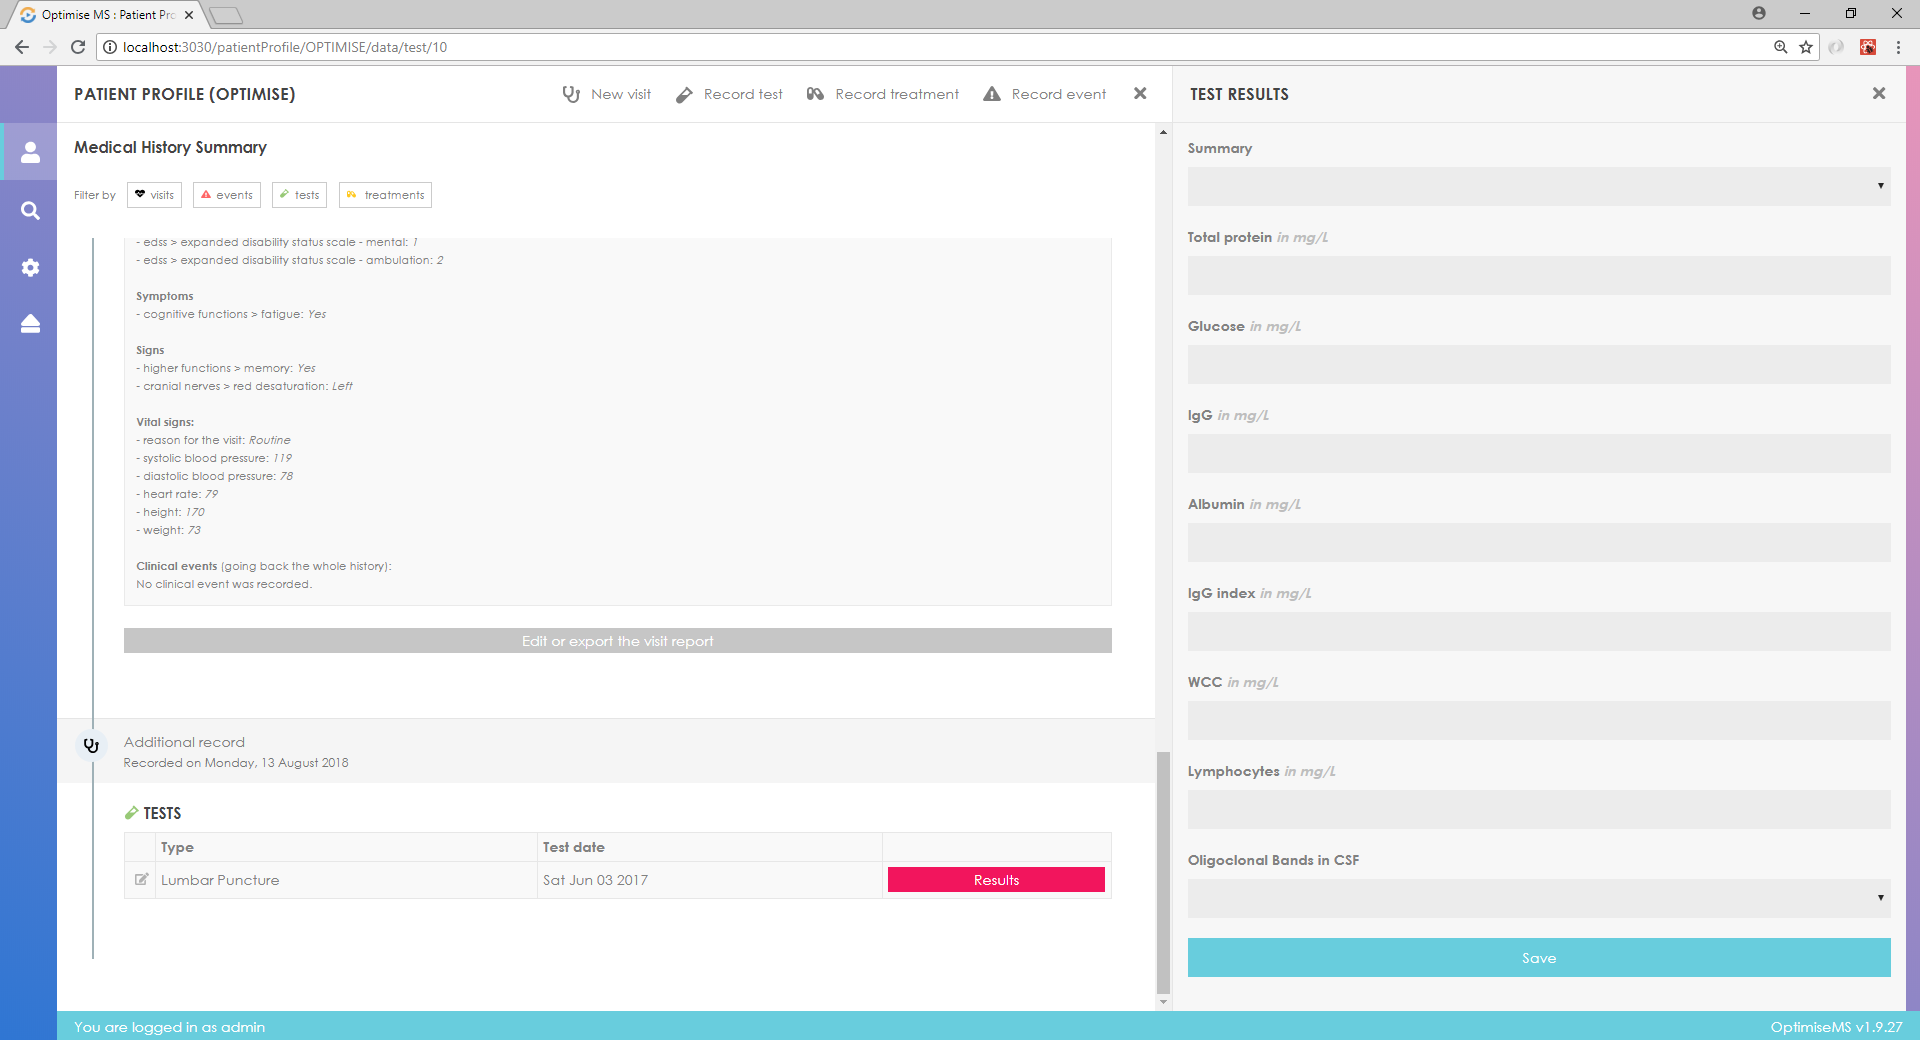 Optimise MS : Patient Pro
localhost:3030/patientProfile/OPTIMISE/data/test/10
PATIENT PROFILE (OPTIMISE)
New visit
Record test
Record treatment
Record event
TEST RESULTS
Medical History Summary
Filter by
visits
events
tests
treatments
- edss > expanded disability status scale - mental: 1
- edss > expanded disability status scale - ambulation: 2
Symptoms
- cognitive functions > fatigue: Yes
Signs
- higher functions > memory: Yes
- cranial nerves > red desaturation: Left
Vital signs:
- reason for the visit: Routine
- systolic blood pressure: 119
- diastolic blood pressure: 78
- heart rate: 79
- height: 170
- weight: 73
Clinical events (going back the whole history):
No clinical event was recorded.
Edit or export the visit report
Additional record
Recorded on Monday, 13 August 2018
TESTS
Type Test date
Lumbar Puncture Sat Jun 03 2017 Results
Summary
Total protein in mg/L
Glucose in mg/L
IgG in mg/L
Albumin in mg/L
IgG index in mg/L
WCC in mg/L
Lymphocytes in mg/L
Oligoclonal Bands in CSF
Save
You are logged in as admin
OptimiseMS v1.9.27